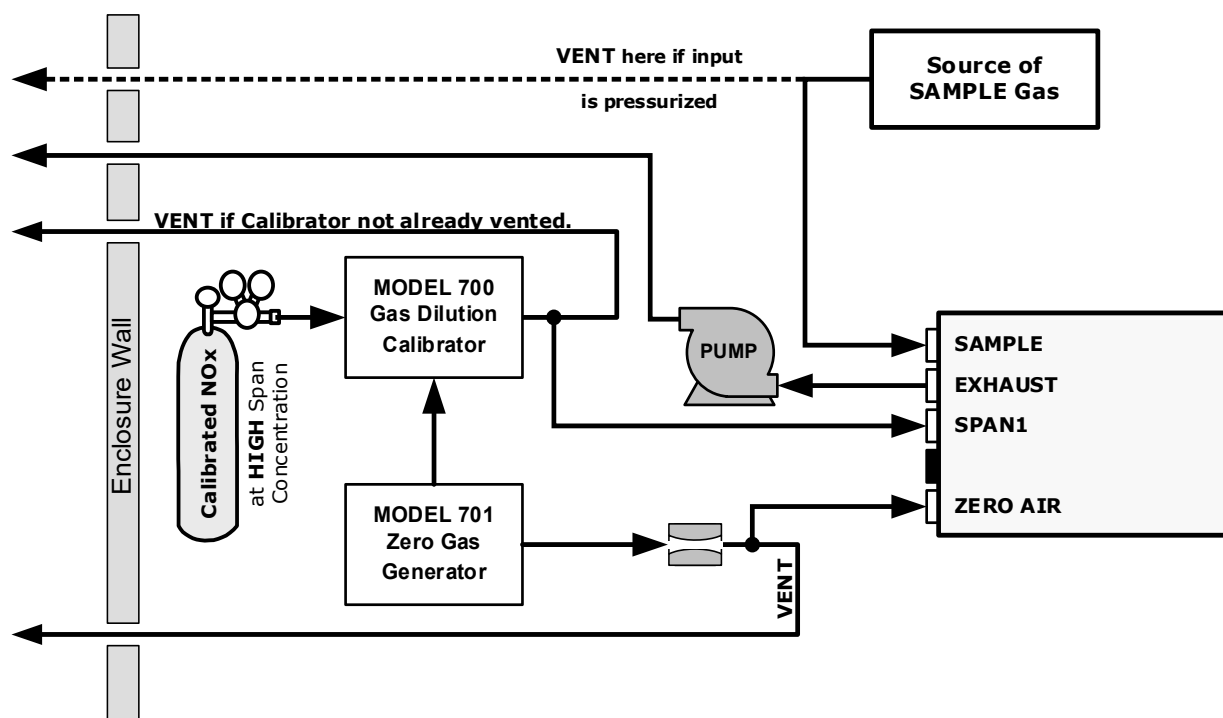 VENT here if input
is pressurized
Source of
SAMPLE Gas
VENT if Calibrator not already vented.
MODEL 700
Gas Dilution
Calibrator
Enclosure Wall
Calibrated NOx
at HIGH Span
Concentration
PUMP
SAMPLE
EXHAUST
SPAN1
ZERO AIR
MODEL 701
Zero Gas
Generator
VENT